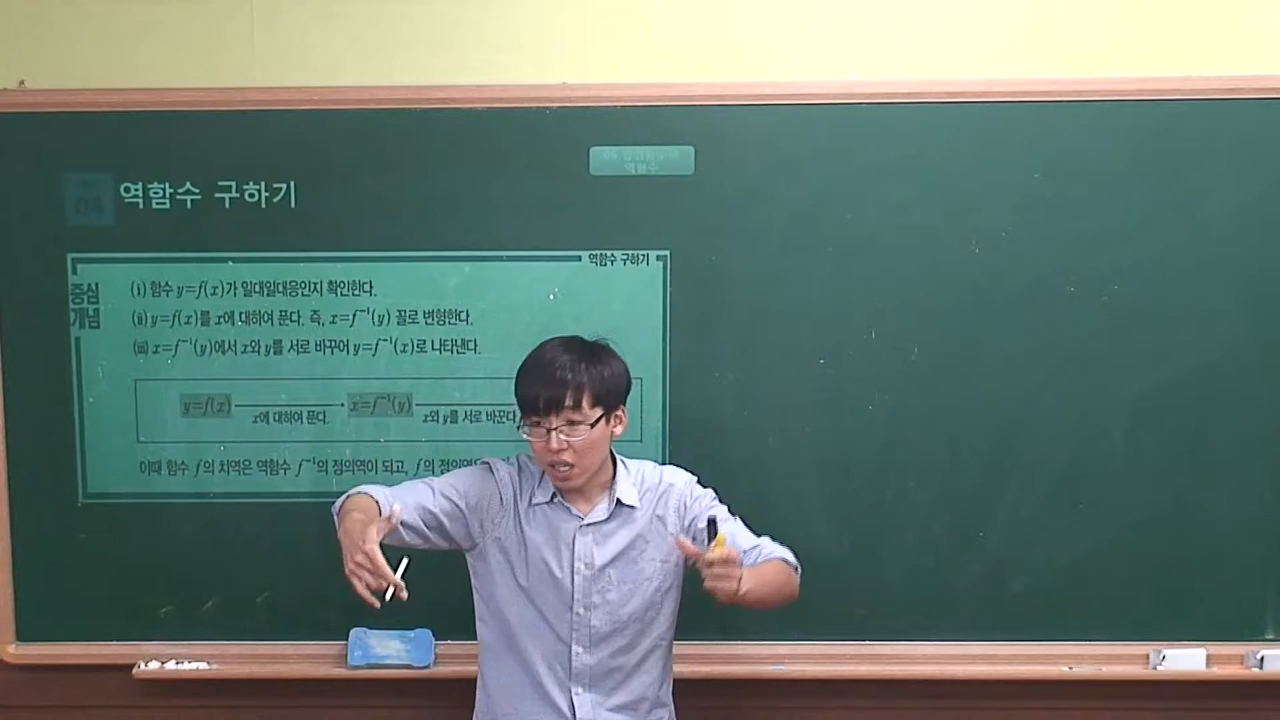 역함수
04 역함수 구하기
역함수 구하기
중심
개념
(ⅰ) 함수 y=f(x)가 일대일대응인지 확인한다.
(ⅱ) y=f(x)를 x에 대하여 푼다. 즉, x=f⁻¹(y) 꼴로 변형한다.
(ⅲ) x=f⁻¹(y)에서 x와 y를 서로 바꾸어 y=f⁻¹(x)로 나타낸다.
y=f(x) x에 대하여 푼다. x=f⁻¹(y) x와 y를 서로 바꾼다
이때 함수 f의 치역은 역함수 f⁻¹의 정의역이 되고, f의 정의역은